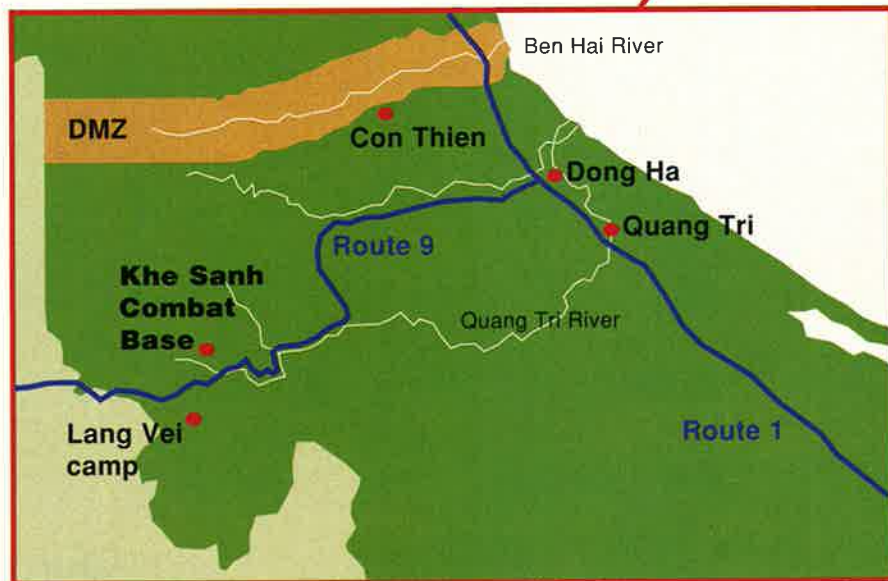 Ben Hai River
DMZ
Con Thien
Dong Ha
Quang Tri
Route 9
Khe Sanh
Combat
Base
Quang Tri River
Lang Vei
camp
Route 1